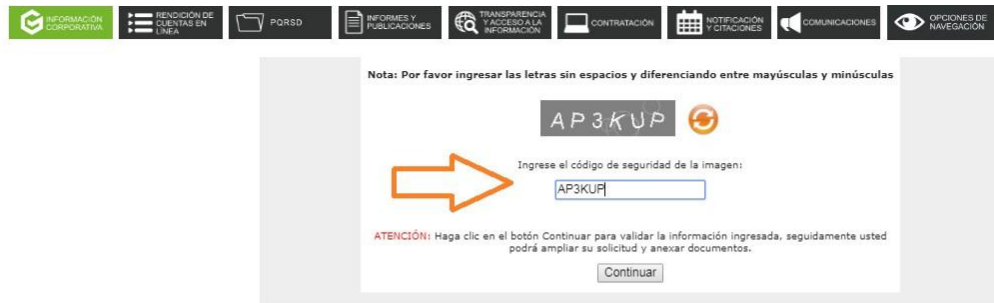 INFORMACIÓN
CORPORATIVA
RENDICIÓN DE
CUENTAS EN
LÍNEA
PQRSD
INFORMES Y
PUBLICACIONES
TRANSPARENCIA
Y ACCESO A LA
INFORMACIÓN
CONTRATACIÓN
NOTIFICACIÓN
Y CITACIONES
COMUNICACIONES
OPCIONES DE
NAVEGACIÓN
Nota: Por favor ingresar las letras sin espacios y diferenciando entre mayúsculas y minúsculas
AP3KUP
Ingrese el código de seguridad de la imagen:
AP3KUP
ATENCIÓN: Haga clic en el botón Continuar para validar la información ingresada, seguidamente usted
podrá ampliar su solicitud y anexar documentos.
Continuar